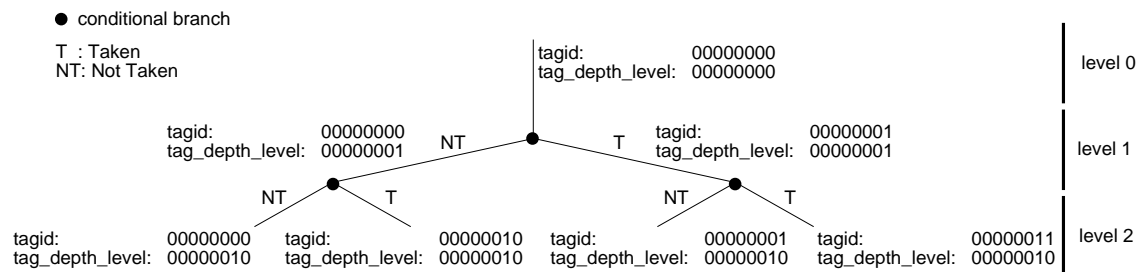 conditional branch
T : Taken
NT: Not Taken
tagid: 00000000
tag_depth_level: 00000000
level 0
tagid: 00000000
tag_depth_level: 00000001
NT
T
tagid: 00000001
tag_depth_level: 00000001
level 1
NT
T
NT
T
tagid: 00000000
tag_depth_level: 00000010
tagid: 00000010
tag_depth_level: 00000010
tagid: 00000001
tag_depth_level: 00000010
tagid: 00000011
tag_depth_level: 00000010
level 2